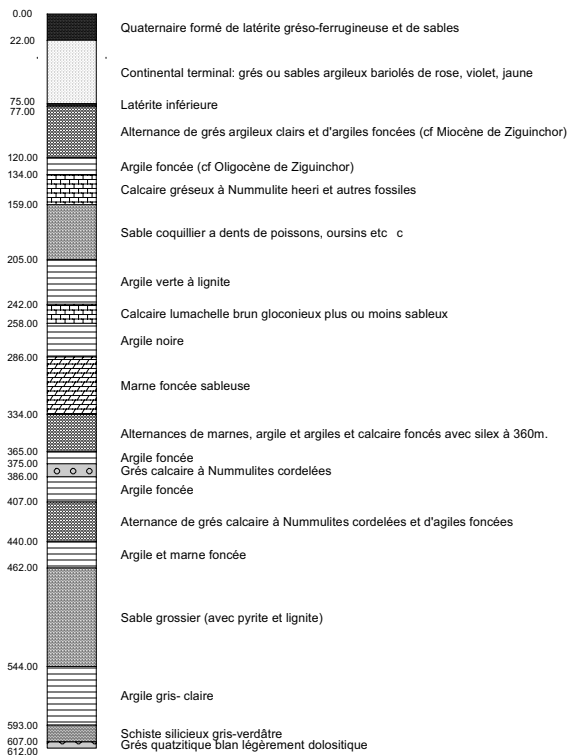 0.00
Quaternaire formé de latérite gréso-ferrugineuse et de sables
22.00
Continental terminal: grés ou sables argileux bariolés de rose, violet, jaune
75.00
Latérite inférieure
77.00
Alternance de grés argileux clairs et d'argiles foncées (cf Miocène de Ziguinchor)
120.00
Argile foncée (cf Oligocène de Ziguinchor)
134.00
Calcaire gréseux à Nummulite heeri et autres fossiles
159.00
Sable coquillier a dents de poissons, oursins etc c
205.00
Argile verte à lignite
242.00
Calcaire lumachelle brun gloconieux plus ou moins sableux
258.00
Argile noire
286.00
Marne foncée sableuse
334.00
Alternances de marnes, argile et argiles et calcaire foncés avec silex à 360m.
365.00
Argile foncée
375.00
Grés calcaire à Nummulites cordelées
386.00
Argile foncée
407.00
Aternance de grés calcaire à Nummulites cordelées et d'agiles foncées
440.00
Argile et marne foncée
462.00
Sable grossier (avec pyrite et lignite)
544.00
Argile gris- claire
593.00
Schiste silicieux gris-verdâtre
607.00
Grés quatzitique blan légèrement dolositique
612.00